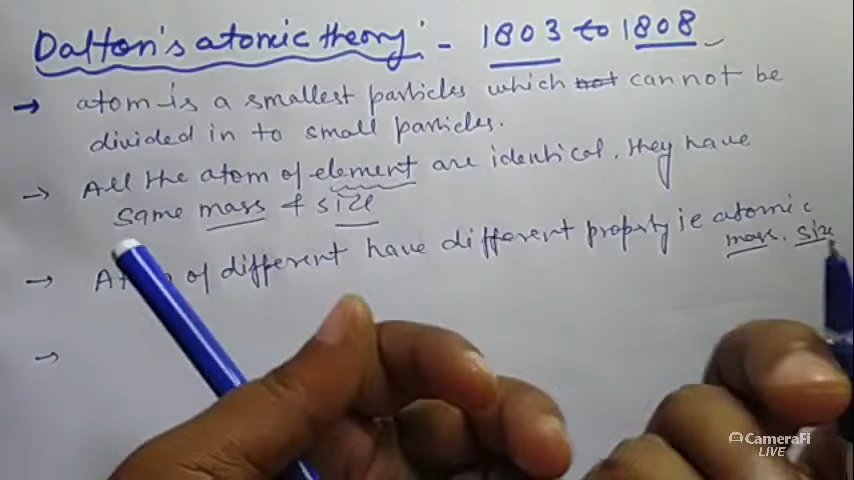 Dalton's atomic theory :- 1803 to 1808
→ atom is a smallest particles which not cannot be
divided in to small particles.
→ All the atom of element are identical. they have
same mass & size
→ of different have different property ie atomic
mass, size
→
CameraFi
LIVE